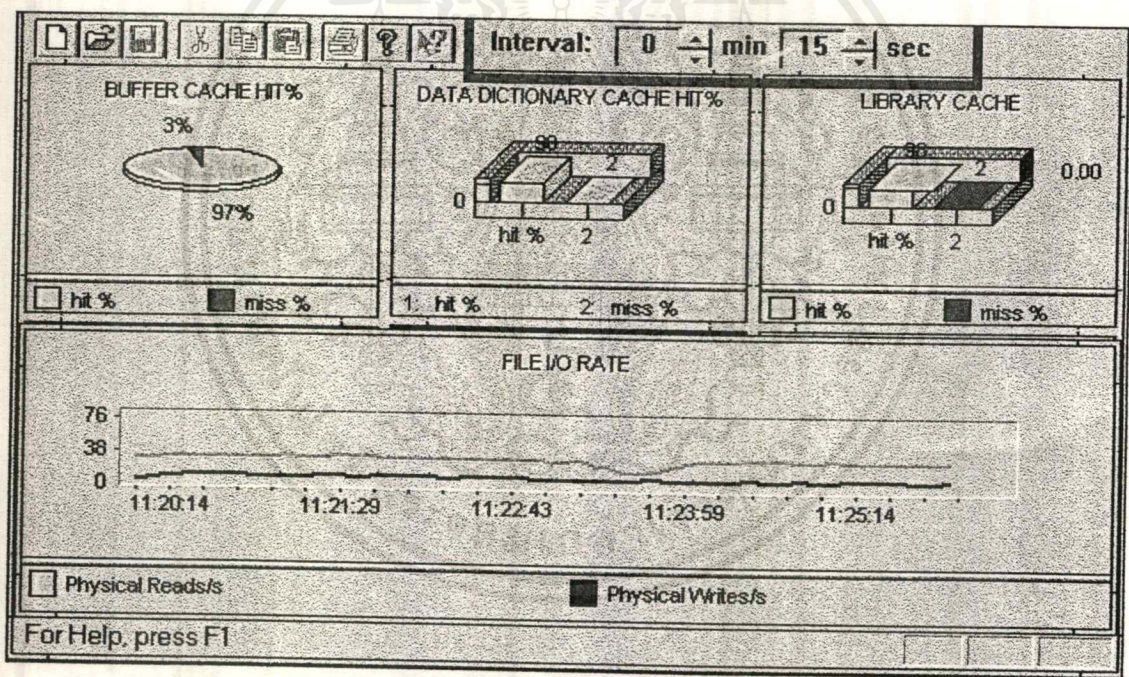 Interval: 0 min 15 sec
BUFFER CACHE HIT%
3%
97%
hit % miss %
DATA DICTIONARY CACHE HIT%
98
2
0
hit % 2
1. hit % 2 miss %
LIBRARY CACHE
98
2
0.00
0
hit % 2
hit % miss %
FILE I/O RATE
76
38
0
11:20:14 11:21:29 11:22:43 11:23:59 11:25:14
Physical Reads/s Physical Writes/s
For Help, press F1